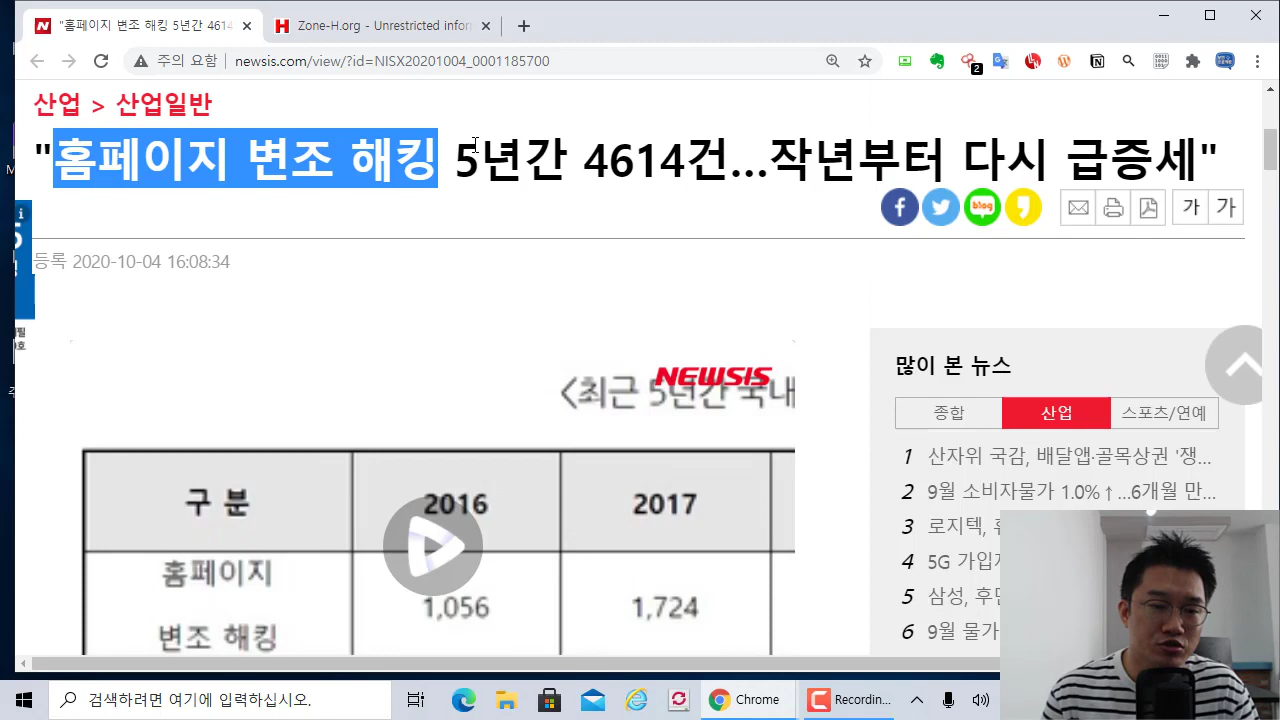 "홈페이지 변조 해킹 5년간 4614
Zone-H.org - Unrestricted infor
주의 요함
newsis.com/view/?id=NISX20201004_0001185700
2
산업 > 산업일반
"홈페이지 변조 해킹 5년간 4614건...작년부터 다시 급증세"
blog
가 가
등록 2020-10-04 16:08:34
NEWSIS
<최근 5년간 국내
구 분
2016
2017
홈페이지
변조 해킹
1,056
1,724
많이 본 뉴스
종합
산업
스포츠/연예
1 산자위 국감, 배달앱·골목상권 '쟁...
2 9월 소비자물가 1.0%↑...6개월 만...
3 로지텍,
4 5G 가입
5 삼성,
6 9월 물가
검색하려면 여기에 입력하십시오.
Chrome
Recordin...